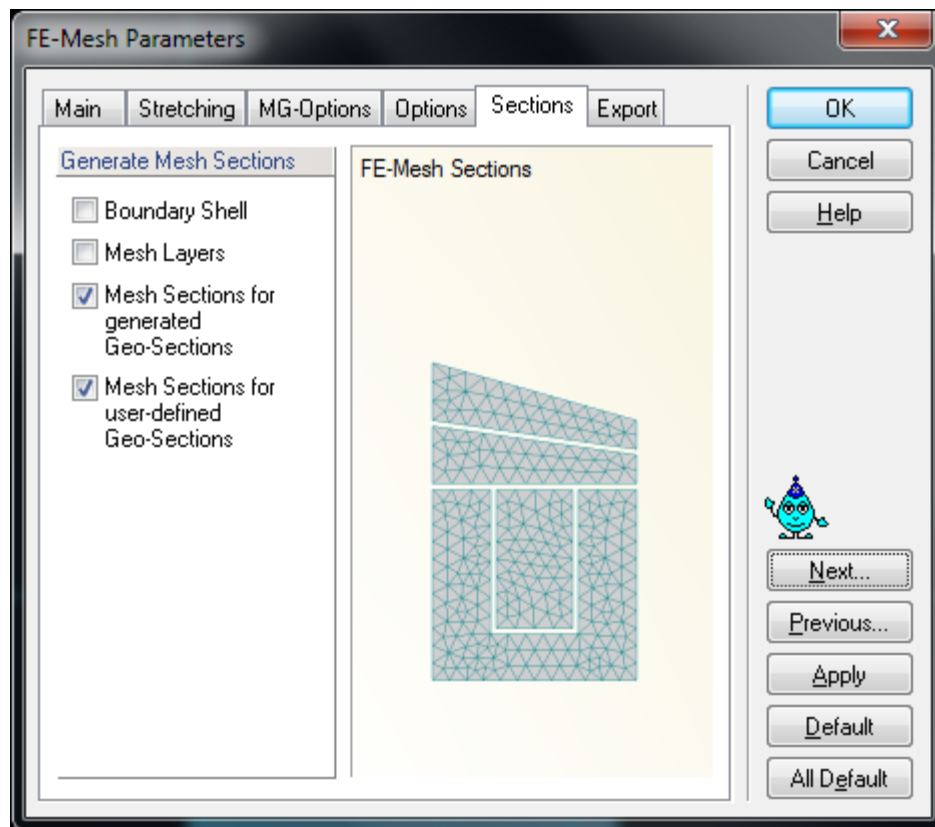 FE-Mesh Parameters
Main
Stretching
MG-Options
Options
Sections
Export
Generate Mesh Sections
Boundary Shell
Mesh Layers
Mesh Sections for
generated
Geo-Sections
Mesh Sections for
user-defined
Geo-Sections
FE-Mesh Sections
OK
Cancel
Help
Next...
Previous...
Apply
Default
All Default